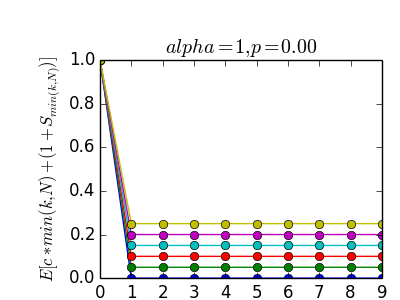 alpha = 1, p = 0.00
E[c * min(k, N) + (1 + S_min(k,N))]
1.0
0.8
0.6
0.4
0.2
0.0
0 1 2 3 4 5 6 7 8 9